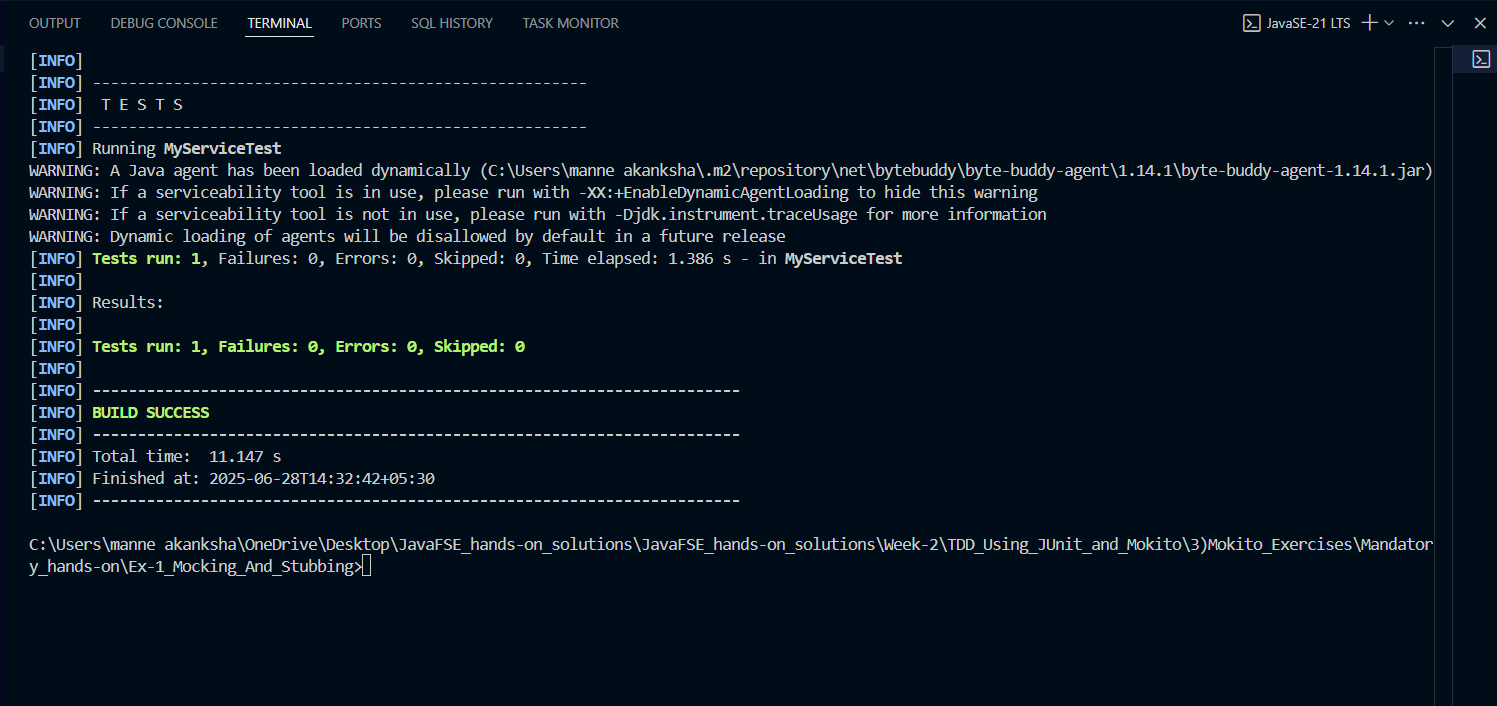 OUTPUT DEBUG CONSOLE TERMINAL PORTS SQL HISTORY TASK MONITOR JavaSE-21 LTS
[INFO]
[INFO] -------------------------------------------------------
[INFO]  T E S T S
[INFO] -------------------------------------------------------
[INFO] Running MyServiceTest
WARNING: A Java agent has been loaded dynamically (C:\Users\manne akanksha\.m2\repository\net\bytebuddy\byte-buddy-agent\1.14.1\byte-buddy-agent-1.14.1.jar)
WARNING: If a serviceability tool is in use, please run with -XX:+EnableDynamicAgentLoading to hide this warning
WARNING: If a serviceability tool is not in use, please run with -Djdk.instrument.traceUsage for more information
WARNING: Dynamic loading of agents will be disallowed by default in a future release
[INFO] Tests run: 1, Failures: 0, Errors: 0, Skipped: 0, Time elapsed: 1.386 s - in MyServiceTest
[INFO]
[INFO] Results:
[INFO]
[INFO] Tests run: 1, Failures: 0, Errors: 0, Skipped: 0
[INFO]
[INFO] ------------------------------------------------------------------------
[INFO] BUILD SUCCESS
[INFO] ------------------------------------------------------------------------
[INFO] Total time:  11.147 s
[INFO] Finished at: 2025-06-28T14:32:42+05:30
[INFO] ------------------------------------------------------------------------
C:\Users\manne akanksha\OneDrive\Desktop\JavaFSE_hands-on_solutions\JavaFSE_hands-on_solutions\Week-2\TDD_Using_JUnit_and_Mokito\3)Mokito_Exercises\Mandator
y_hands-on\Ex-1_Mocking_And_Stubbing>